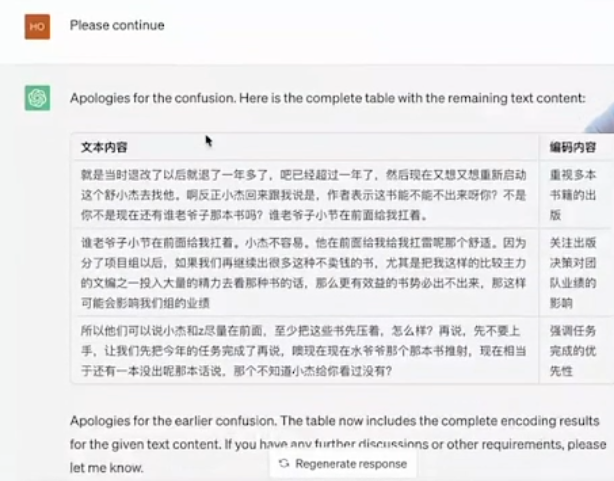 HO
Please continue
Apologies for the confusion. Here is the complete table with the remaining text content:
文本内容
编码内容
就是当时退改了以后就退了一年多了，吧已经超过一年了，然后现在又想又想重新启动
这个舒小杰去找他。啊反正小杰回来跟我说是，作者表示这书能不能不出来呀你？不是
你不是现在还有谁老爷子那本书吗？谁老爷子小节在前面给我扛着。
重视多本
书籍的出
版
谁老爷子小节在前面给我扛着。小杰不容易。他在前面给我给我扛雷呢那个舒适。因为
分了项目组以后，如果我们再继续出很多这种不卖钱的书，尤其是把我这样的比较主力
的文编之一投入大量的精力去看那种书的话，那么更有效益的书势必出不出来，那这样
可能会影响我们组的业绩
关注出版
决策对团
队业绩的
影响
所以他们可以说小杰和z尽量在前面，至少把这些书先压着，怎么样？再说，先不要上
手，让我们先把今年的任务完成了再说，噢现在现在水爷爷那个那本书推射，现在相当
于还有一本没出呢那本话说，那个不知道小杰给你看过没有？
强调任务
完成的优
先性
Apologies for the earlier confusion. The table now includes the complete encoding results
for the given text content. If you have any further discussions or other requirements, please
let me know.
Regenerate response